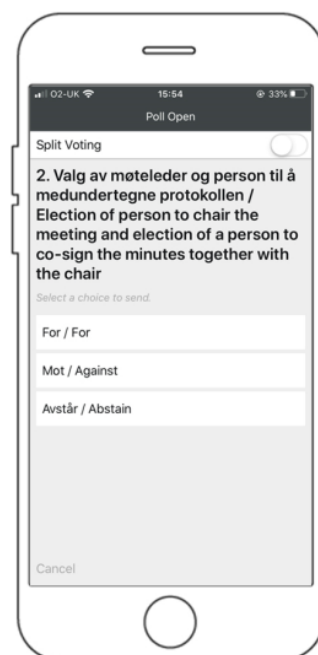 O2-UK 15:54 33%
Poll Open
Split Voting
2. Valg av møteleder og person til å
medundertegne protokollen /
Election of person to chair the
meeting and election of a person to
co-sign the minutes together with
the chair
Select a choice to send.
For / For
Mot / Against
Avstår / Abstain
Cancel